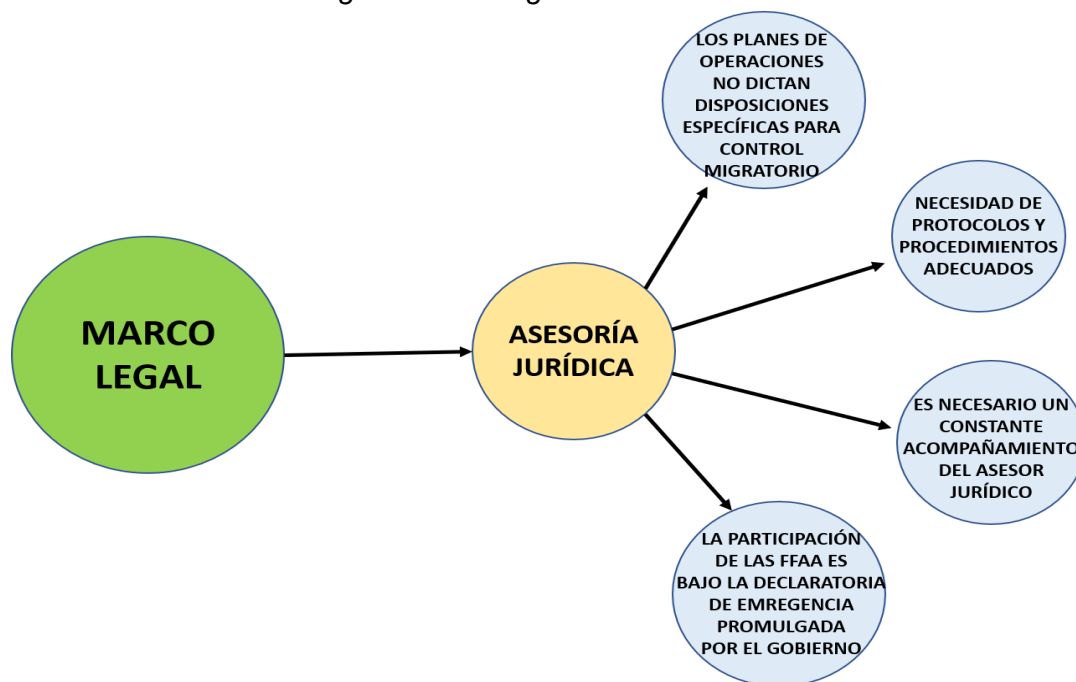 LOS PLANES DE
OPERACIONES
NO DICTAN
DISPOSICIONES
ESPECÍFICAS PARA
CONTROL
MIGRATORIO
NECESIDAD DE
PROTOCOLOS Y
PROCEDIMIENTOS
ADECUADOS
MARCO
LEGAL
ASESORÍA
JURÍDICA
ES NECESARIO UN
CONSTANTE
ACOMPAÑAMIENTO
DEL ASESOR
JURÍDICO
LA PARTICIPACIÓN
DE LAS FFAA ES
BAJO LA DECLARATORIA
DE EMREGENCIA
PROMULGADA
POR EL GOBIERNO